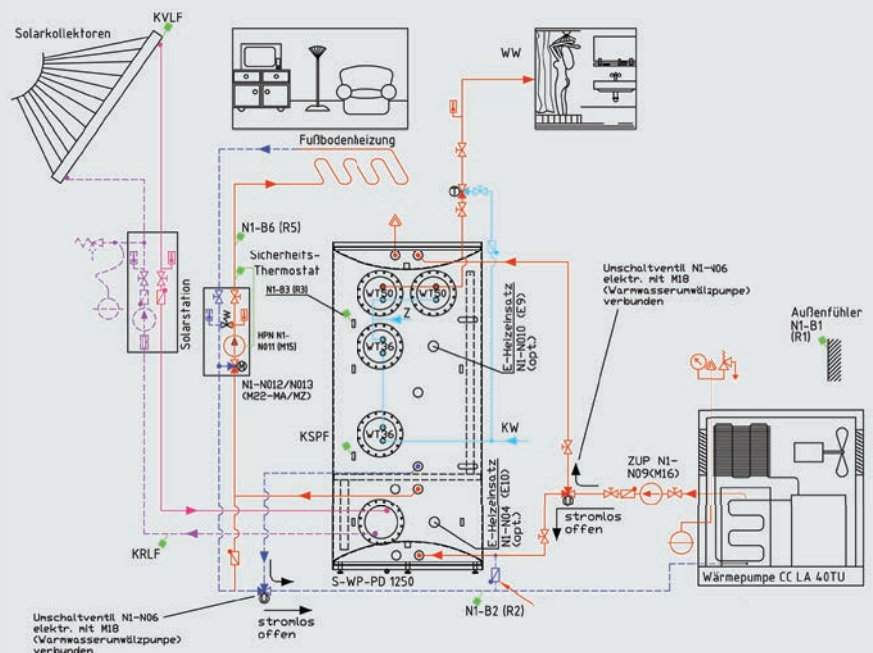 KVLF
Solarkollektoren
WW
Fußbodenheizung
N1-B6 (R5)
Sicherheits-
Thermostat
N1-B3 (R3)
Solarstation
HPN N1-
N011 (M15)
N1-N012/N013
(M22-MA/MZ)
WT50
WT50
Z
WT36
WT36
E-Heizeinsatz
N1-N010 (E9)
(opt.)
Umschaltventil N1-N06
elektr. mit M18
(Warmwasserumwälzpumpe)
verbunden
Außenfühler
N1-B1
(R1)
KSPF
KW
ZUP N1-
N09(M16)
E-Heizeinsatz
N1-N04 (E10)
(opt.)
stromlos
offen
KRLF
S-WP-PD 1250
Wärmepumpe CC LA 40TU
N1-B2 (R2)
stromlos
offen
Umschaltventil N1-N06
elektr. mit M18
(Warmwasserumwälzpumpe)
verbunden